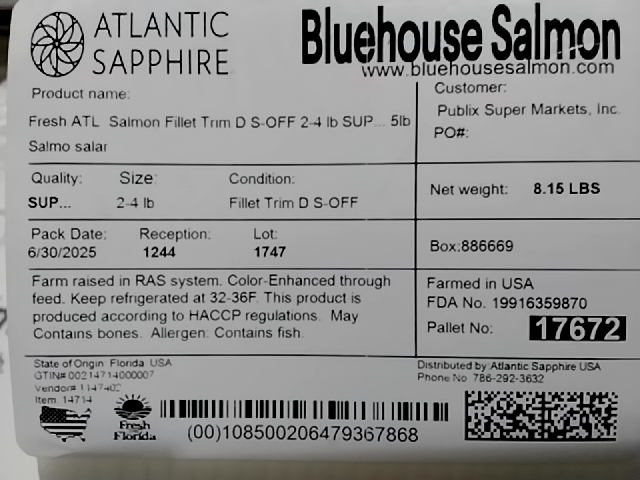 ATLANTIC
SAPPHIRE
Bluehouse Salmon
www.bluehousesalmon.com
Product name:
Fresh ATL Salmon Fillet Trim D S-OFF 2-4 lb SUP... 5lb
Salmo salar
Customer:
Publix Super Markets, Inc.
PO#:
Quality: Size: Condition:
SUP... 2-4 lb Fillet Trim D S-OFF
Net weight: 8.15 LBS
Pack Date: Reception: Lot:
6/30/2025 1244 1747
Box:886669
Farm raised in RAS system. Color-Enhanced through
feed. Keep refrigerated at 32-36F. This product is
produced according to HACCP regulations. May
Contains bones. Allergen: Contains fish.
Farmed in USA
FDA No. 19916359870
Pallet No: 17672
State of Origin: Florida USA
GTIN# 00214714000007
Vendor#
Item: 14714
Distributed by:Atlantic Sapphire USA
Phone No 786-292-3632
Fresh
Florida
(00)108500206479367868